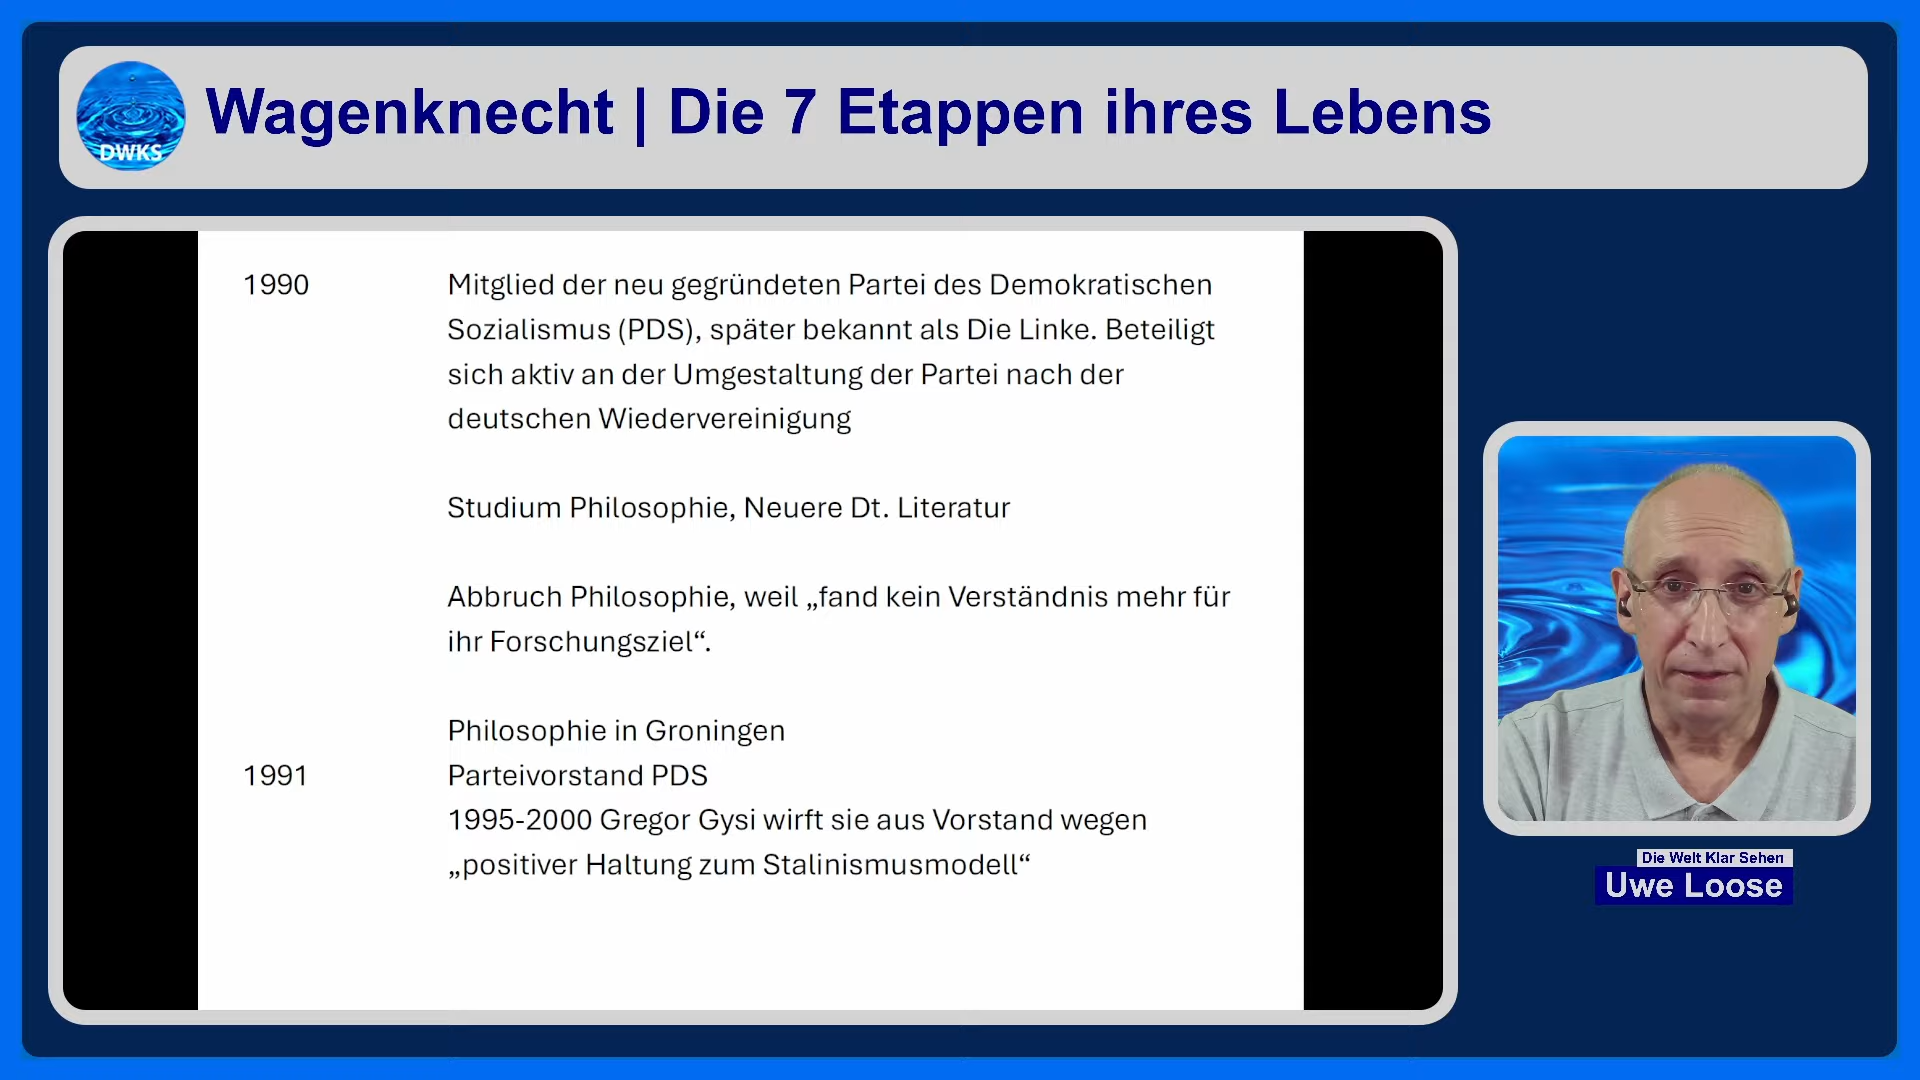 DWKS
Wagenknecht | Die 7 Etappen ihres Lebens
1990
Mitglied der neu gegründeten Partei des Demokratischen
Sozialismus (PDS), später bekannt als Die Linke. Beteiligt
sich aktiv an der Umgestaltung der Partei nach der
deutschen Wiedervereinigung
Studium Philosophie, Neuere Dt. Literatur
Abbruch Philosophie, weil „fand kein Verständnis mehr für
ihr Forschungsziel“.
Philosophie in Groningen
1991
Parteivorstand PDS
1995-2000 Gregor Gysi wirft sie aus Vorstand wegen
„positiver Haltung zum Stalinismusmodell“
Die Welt Klar Sehen
Uwe Loose